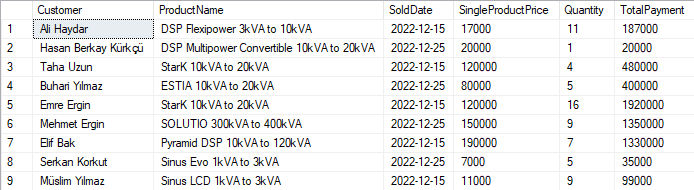 Customer ProductName SoldDate SingleProductPrice Quantity TotalPayment
1 Ali Haydar DSP Flexipower 3kVA to 10kVA 2022-12-15 17000 11 187000
2 Hasan Berkay Kürkçü DSP Multipower Convertible 10kVA to 20kVA 2022-12-25 20000 1 20000
3 Taha Uzun StarK 10kVA to 20kVA 2022-12-15 120000 4 480000
4 Buhari Yılmaz ESTIA 10kVA to 20kVA 2022-12-25 80000 5 400000
5 Emre Ergin StarK 10kVA to 20kVA 2022-12-15 120000 16 1920000
6 Mehmet Ergin SOLUTIO 300kVA to 400kVA 2022-12-25 150000 9 1350000
7 Elif Bak Pyramid DSP 10kVA to 120kVA 2022-12-15 190000 7 1330000
8 Serkan Korkut Sinus Evo 1kVA to 3kVA 2022-12-25 7000 5 35000
9 Müslim Yılmaz Sinus LCD 1kVA to 3kVA 2022-12-15 11000 9 99000